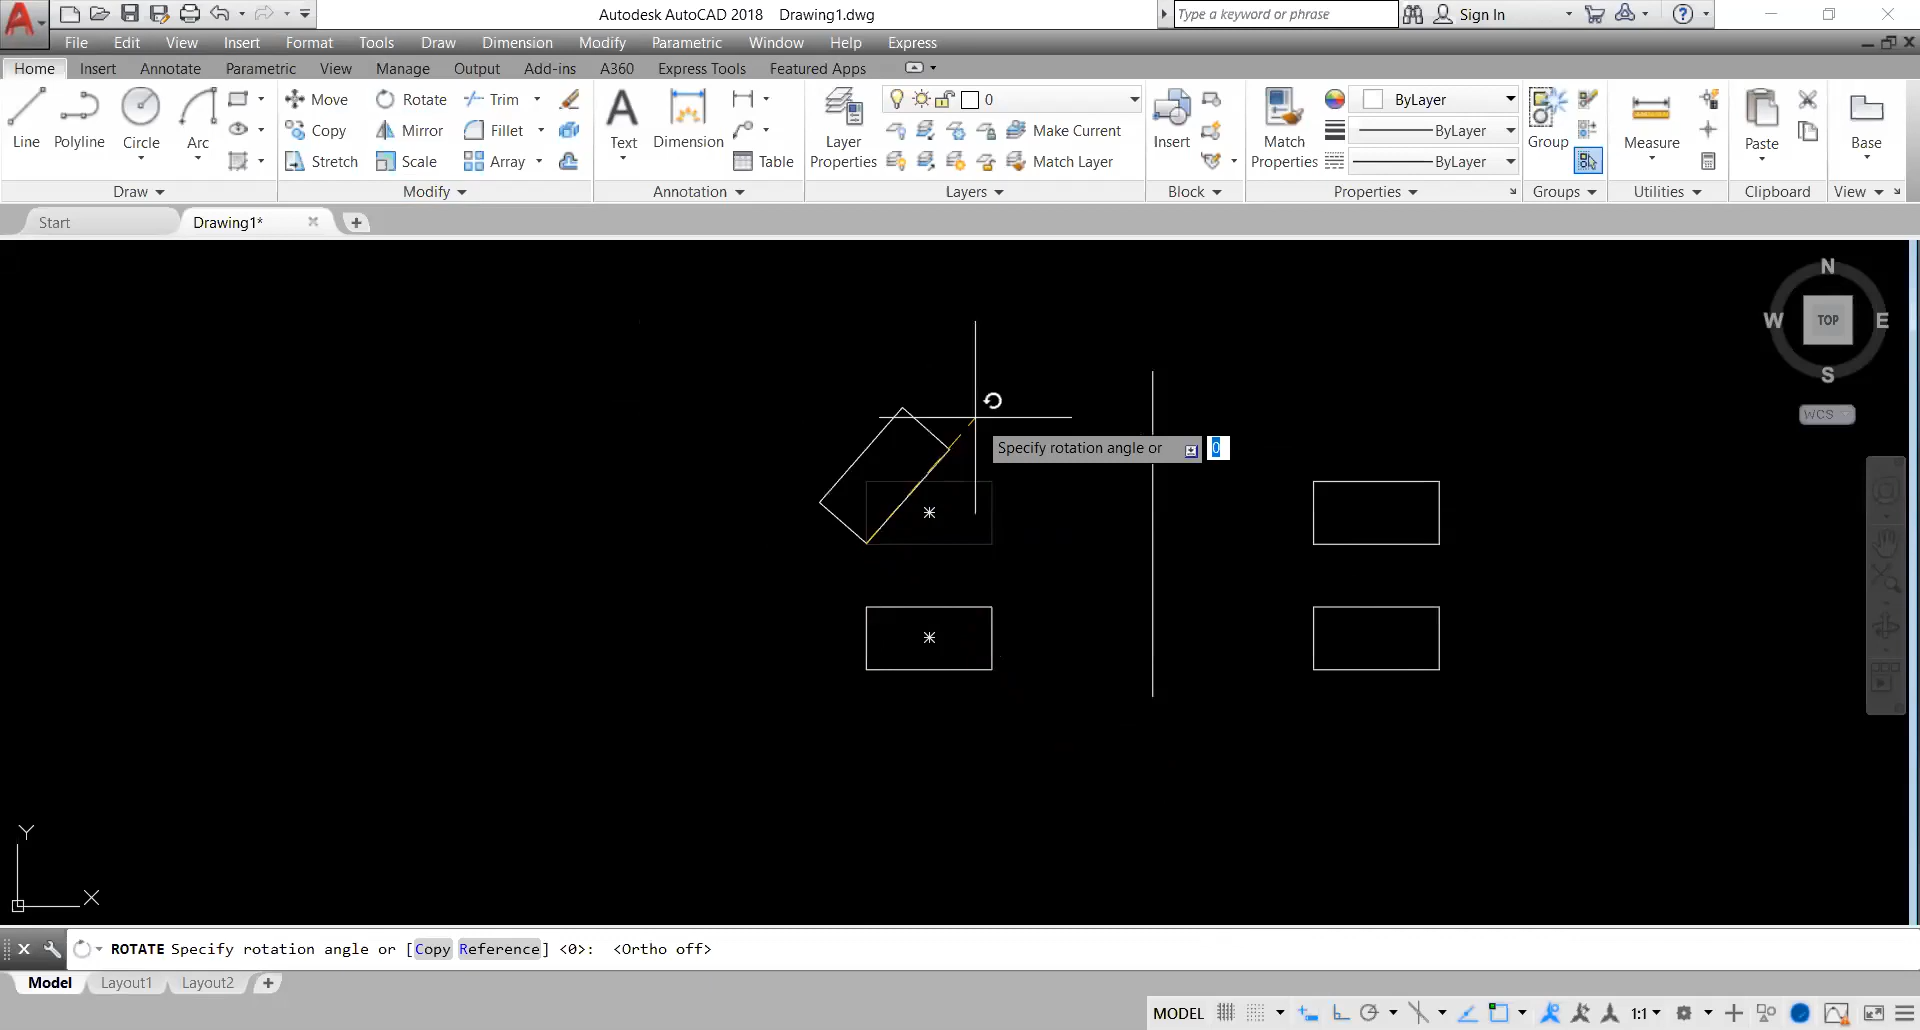 Autodesk AutoCAD 2018 Drawing1.dwg
Type a keyword or phrase
Sign In
File Edit View Insert Format Tools Draw Dimension Modify Parametric Window Help Express
Home Insert Annotate Parametric View Manage Output Add-ins A360 Express Tools Featured Apps
Move Rotate Trim 0 ByLayer
Copy Mirror Fillet Make Current ByLayer
Line Polyline Circle Arc Text Dimension Layer Properties Insert Match Properties Group Measure Paste Base
Stretch Scale Array Table Match Layer ByLayer
Draw Modify Annotation Layers Block Properties Groups Utilities Clipboard View
Start Drawing1*
N
W TOP E
S
WCS
Specify rotation angle or 0
Y
X
ROTATE Specify rotation angle or [Copy Reference] <0>: <Ortho off>
Model Layout1 Layout2
MODEL 1:1